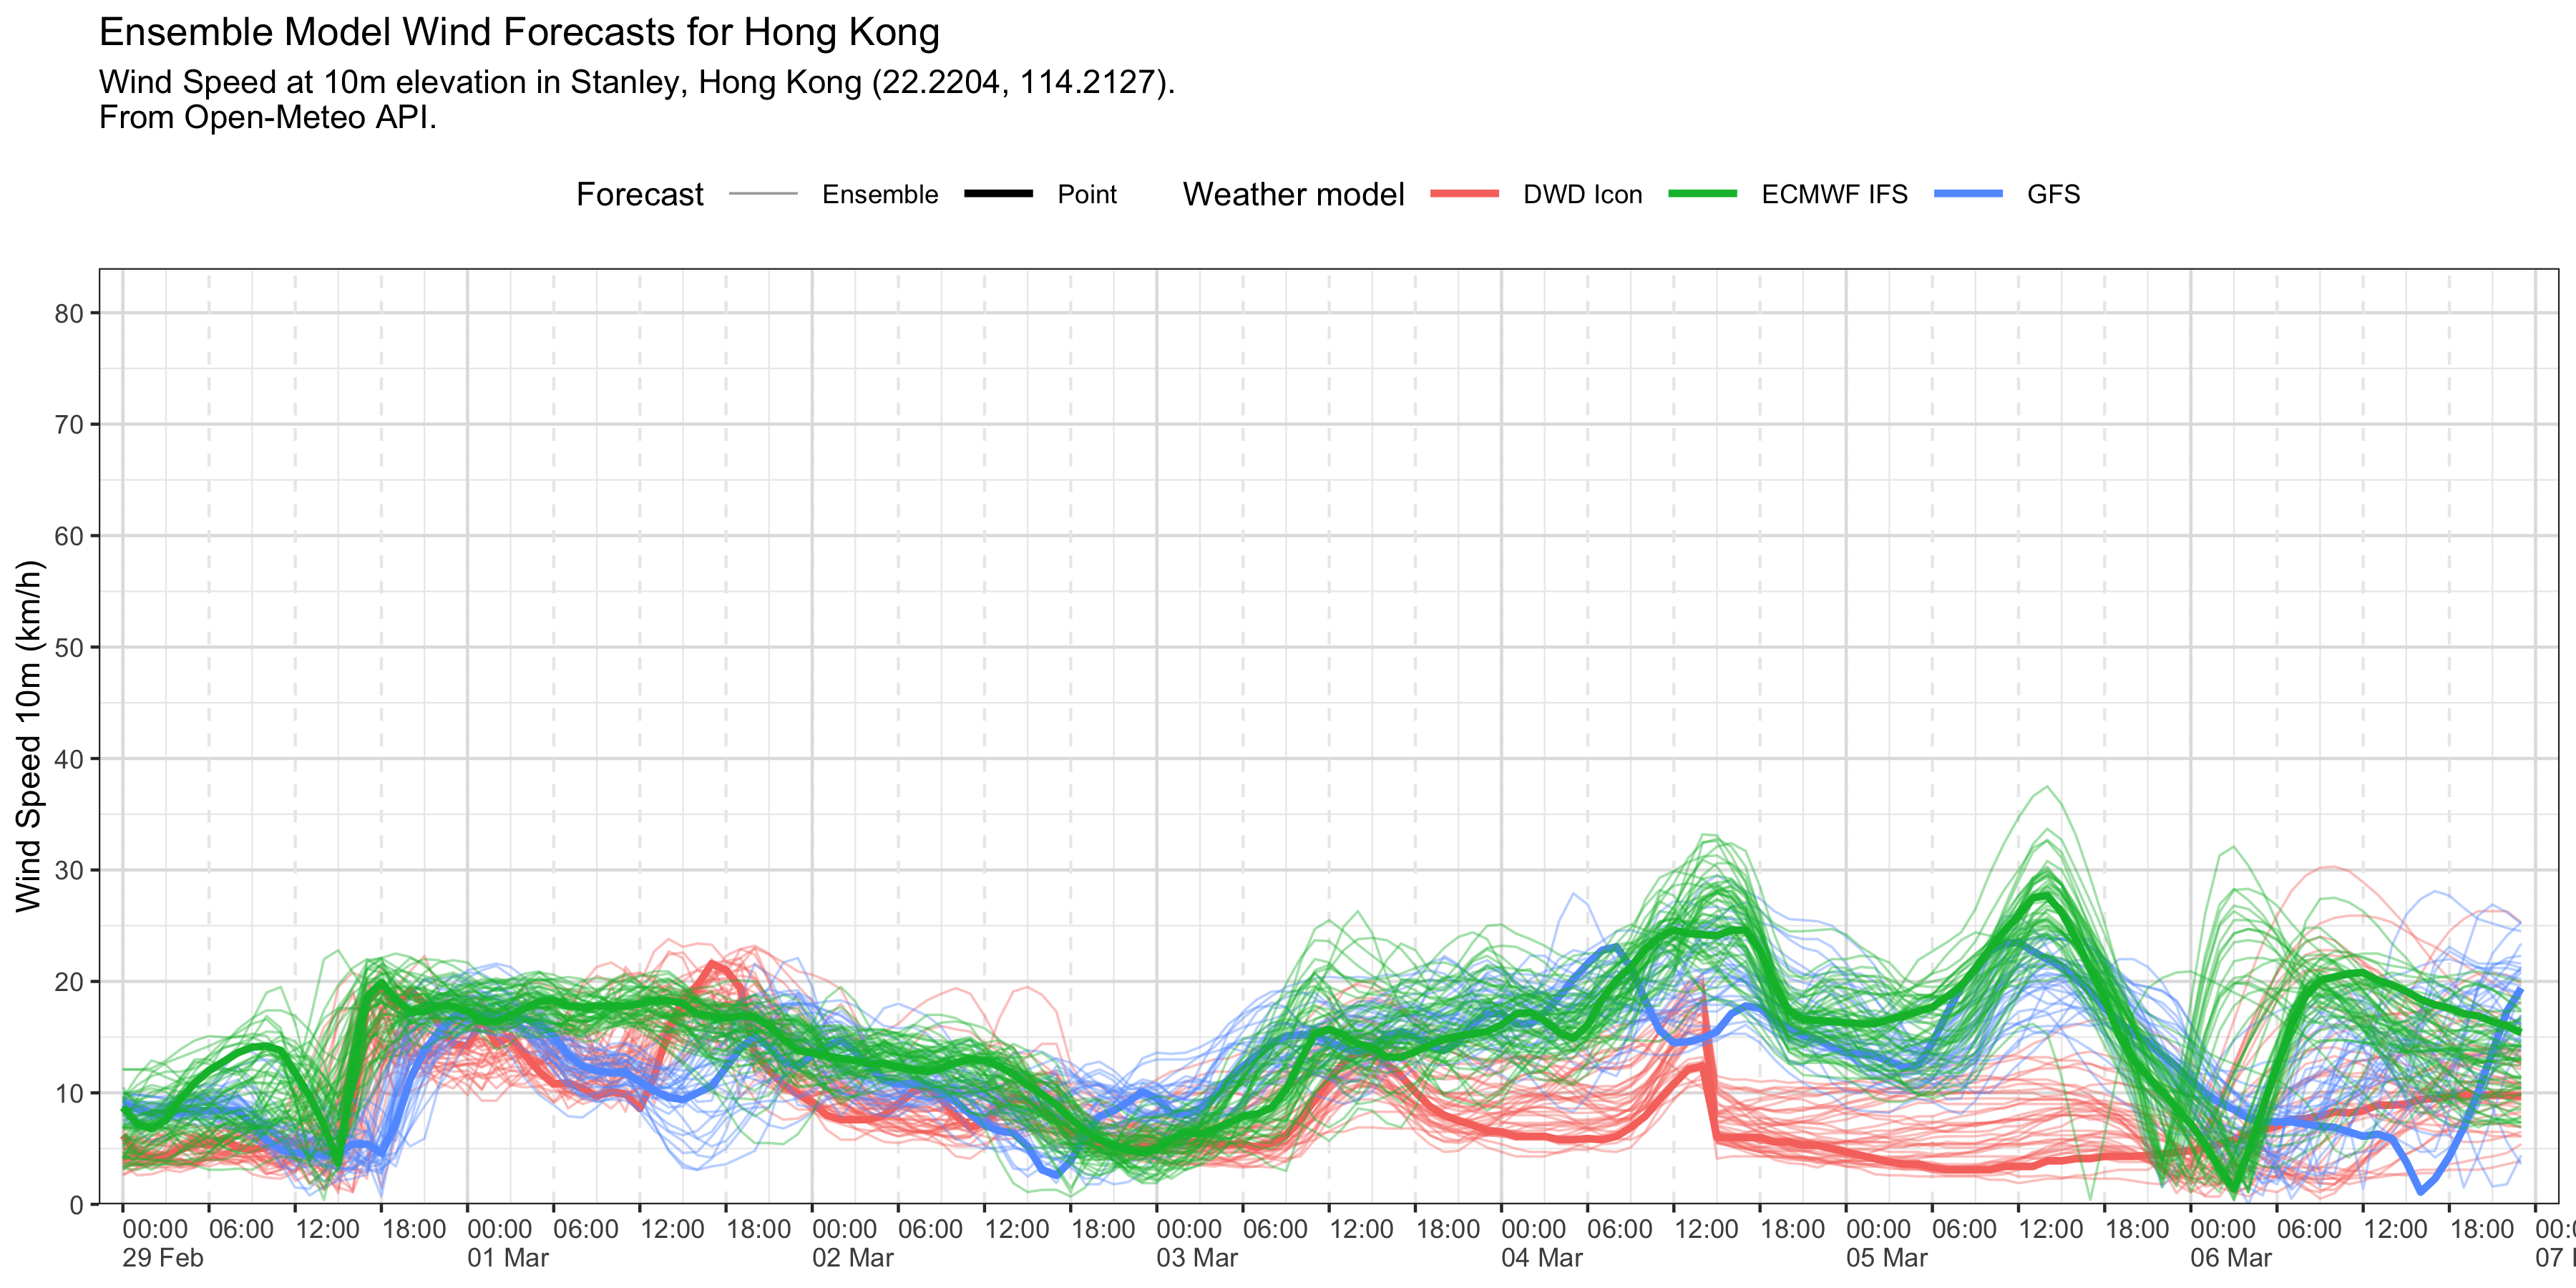 Ensemble Model Wind Forecasts for Hong Kong
Wind Speed at 10m elevation in Stanley, Hong Kong (22.2204, 114.2127).
From Open-Meteo API.
Forecast Ensemble Point Weather model DWD Icon ECMWF IFS GFS
Wind Speed 10m (km/h)
80
70
60
50
40
30
20
10
0
00:00 06:00 12:00 18:00 00:00 06:00 12:00 18:00 00:00 06:00 12:00 18:00 00:00 06:00 12:00 18:00 00:00 06:00 12:00 18:00 00:00 06:00 12:00 18:00 00:00 06:00 12:00 18:00 00:
29 Feb 01 Mar 02 Mar 03 Mar 04 Mar 05 Mar 06 Mar 07